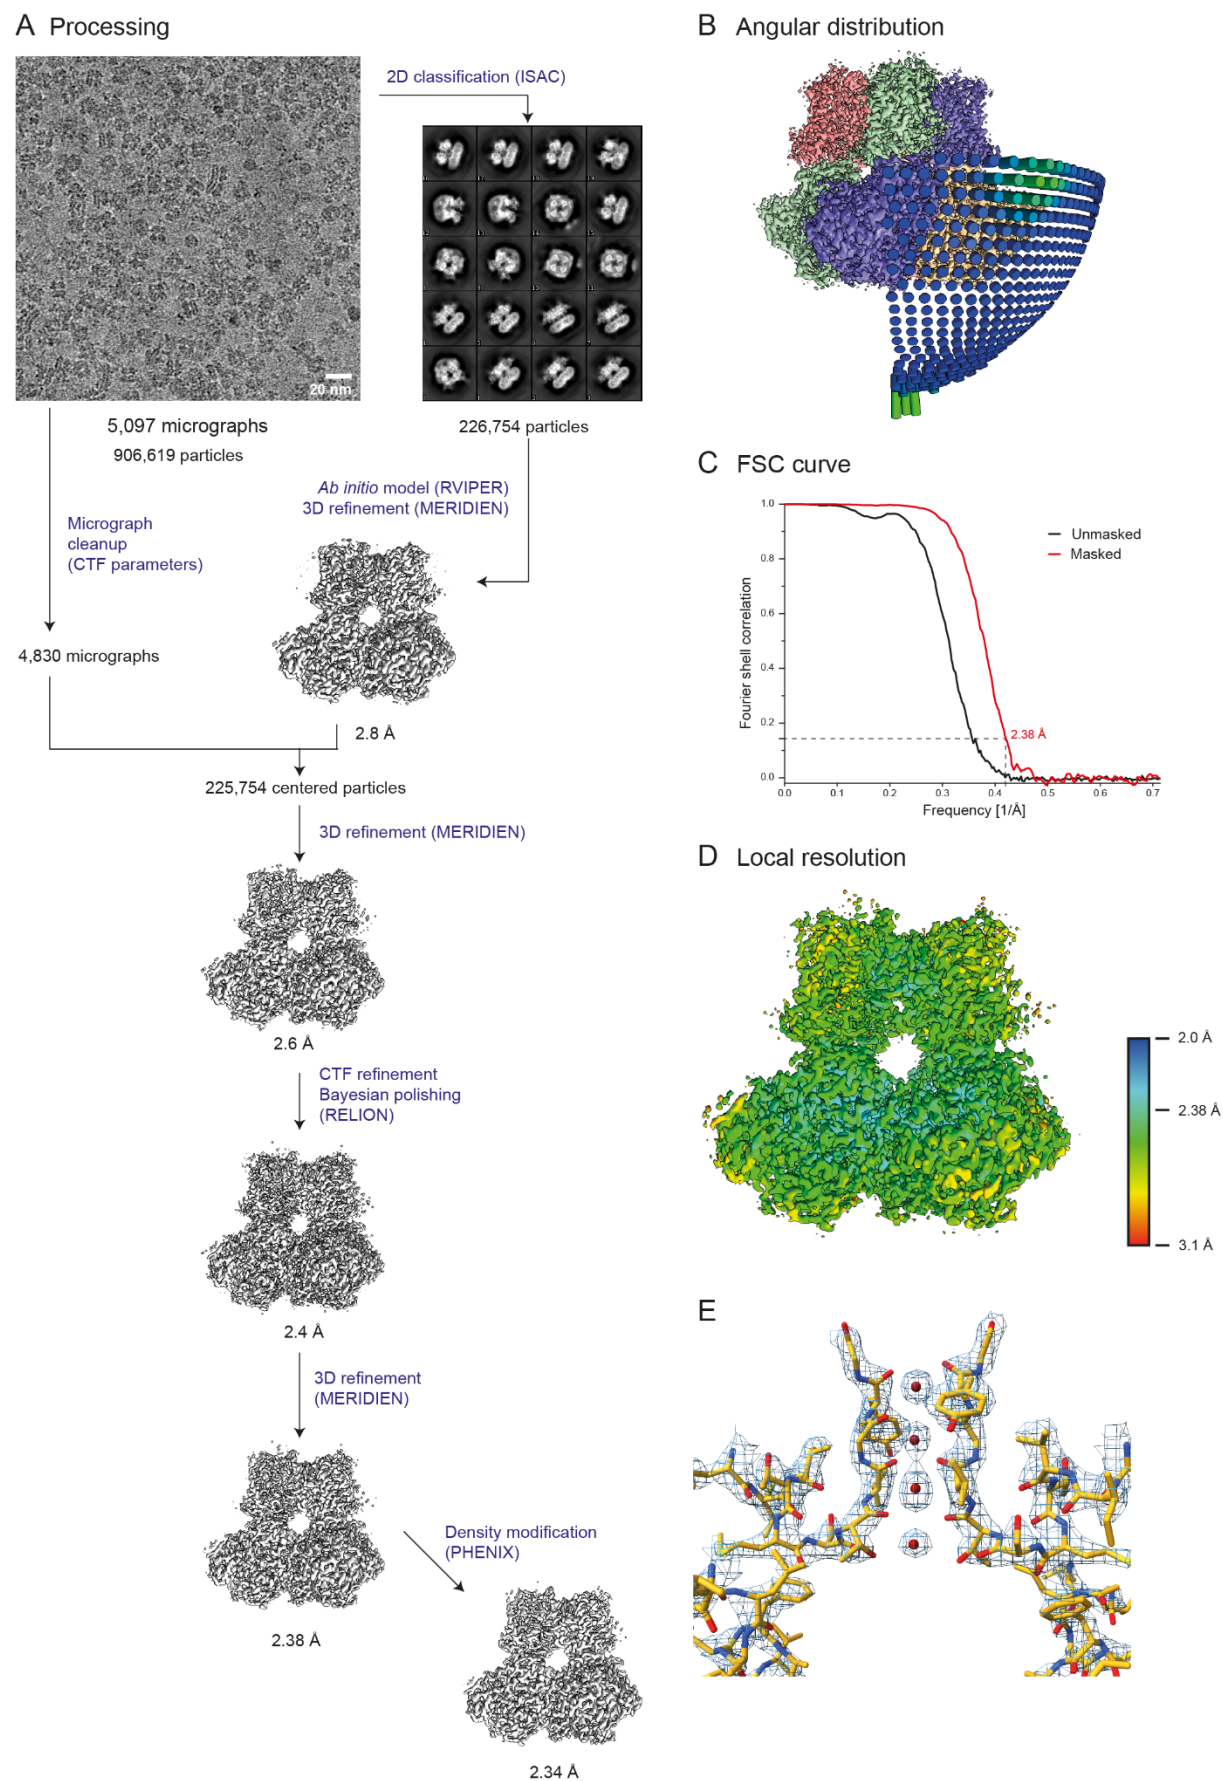 A Processing
2D classification (ISAC)
20 nm
5,097 micrographs
906,619 particles
226,754 particles
Ab initio model (RVIPER)
3D refinement (MERIDIEN)
Micrograph
cleanup
(CTF parameters)
4,830 micrographs
2.8 Å
225,754 centered particles
3D refinement (MERIDIEN)
2.6 Å
CTF refinement
Bayesian polishing
(RELION)
2.4 Å
3D refinement
(MERIDIEN)
2.38 Å
Density modification
(PHENIX)
2.34 Å
B Angular distribution
C FSC curve
1.0
0.8
0.6
0.4
0.2
0.0
Fourier shell correlation
Unmasked
Masked
2.38 Å
0.0 0.1 0.2 0.3 0.4 0.5 0.6 0.7
Frequency [1/Å]
D Local resolution
2.0 Å
2.38 Å
3.1 Å
E